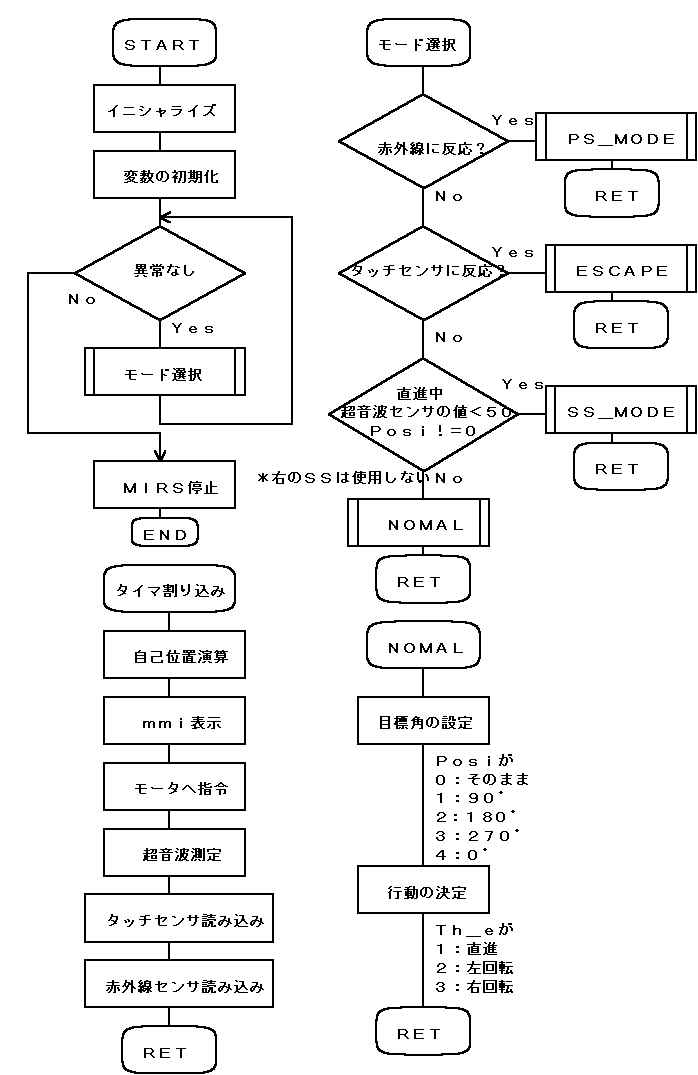 ＳＴＡＲＴ
イニシャライズ
変数の初期化
異常なし
Ｎｏ
Ｙｅｓ
モード選択
ＭＩＲＳ停止
ＥＮＤ
モード選択
赤外線に反応？
Ｙｅｓ
ＰＳ＿ＭＯＤＥ
ＲＥＴ
Ｎｏ
タッチセンサに反応？
Ｙｅｓ
ＥＳＣＡＰＥ
ＲＥＴ
Ｎｏ
直進中
超音波センサの値＜５０
Ｐｏｓｉ！＝０
Ｙｅｓ
ＳＳ＿ＭＯＤＥ
ＲＥＴ
＊右のＳＳは使用しない
Ｎｏ
ＮＯＭＡＬ
ＲＥＴ
タイマ割り込み
自己位置演算
ｍｍｉ表示
モータへ指令
超音波測定
タッチセンサ読み込み
赤外線センサ読み込み
ＲＥＴ
ＮＯＭＡＬ
目標角の設定
Ｐｏｓｉが
０：そのまま
１：９０ﾟ
２：１８０ﾟ
３：２７０ﾟ
４：０ﾟ
行動の決定
Ｔｈ＿ｅが
１：直進
２：左回転
３：右回転
ＲＥＴ